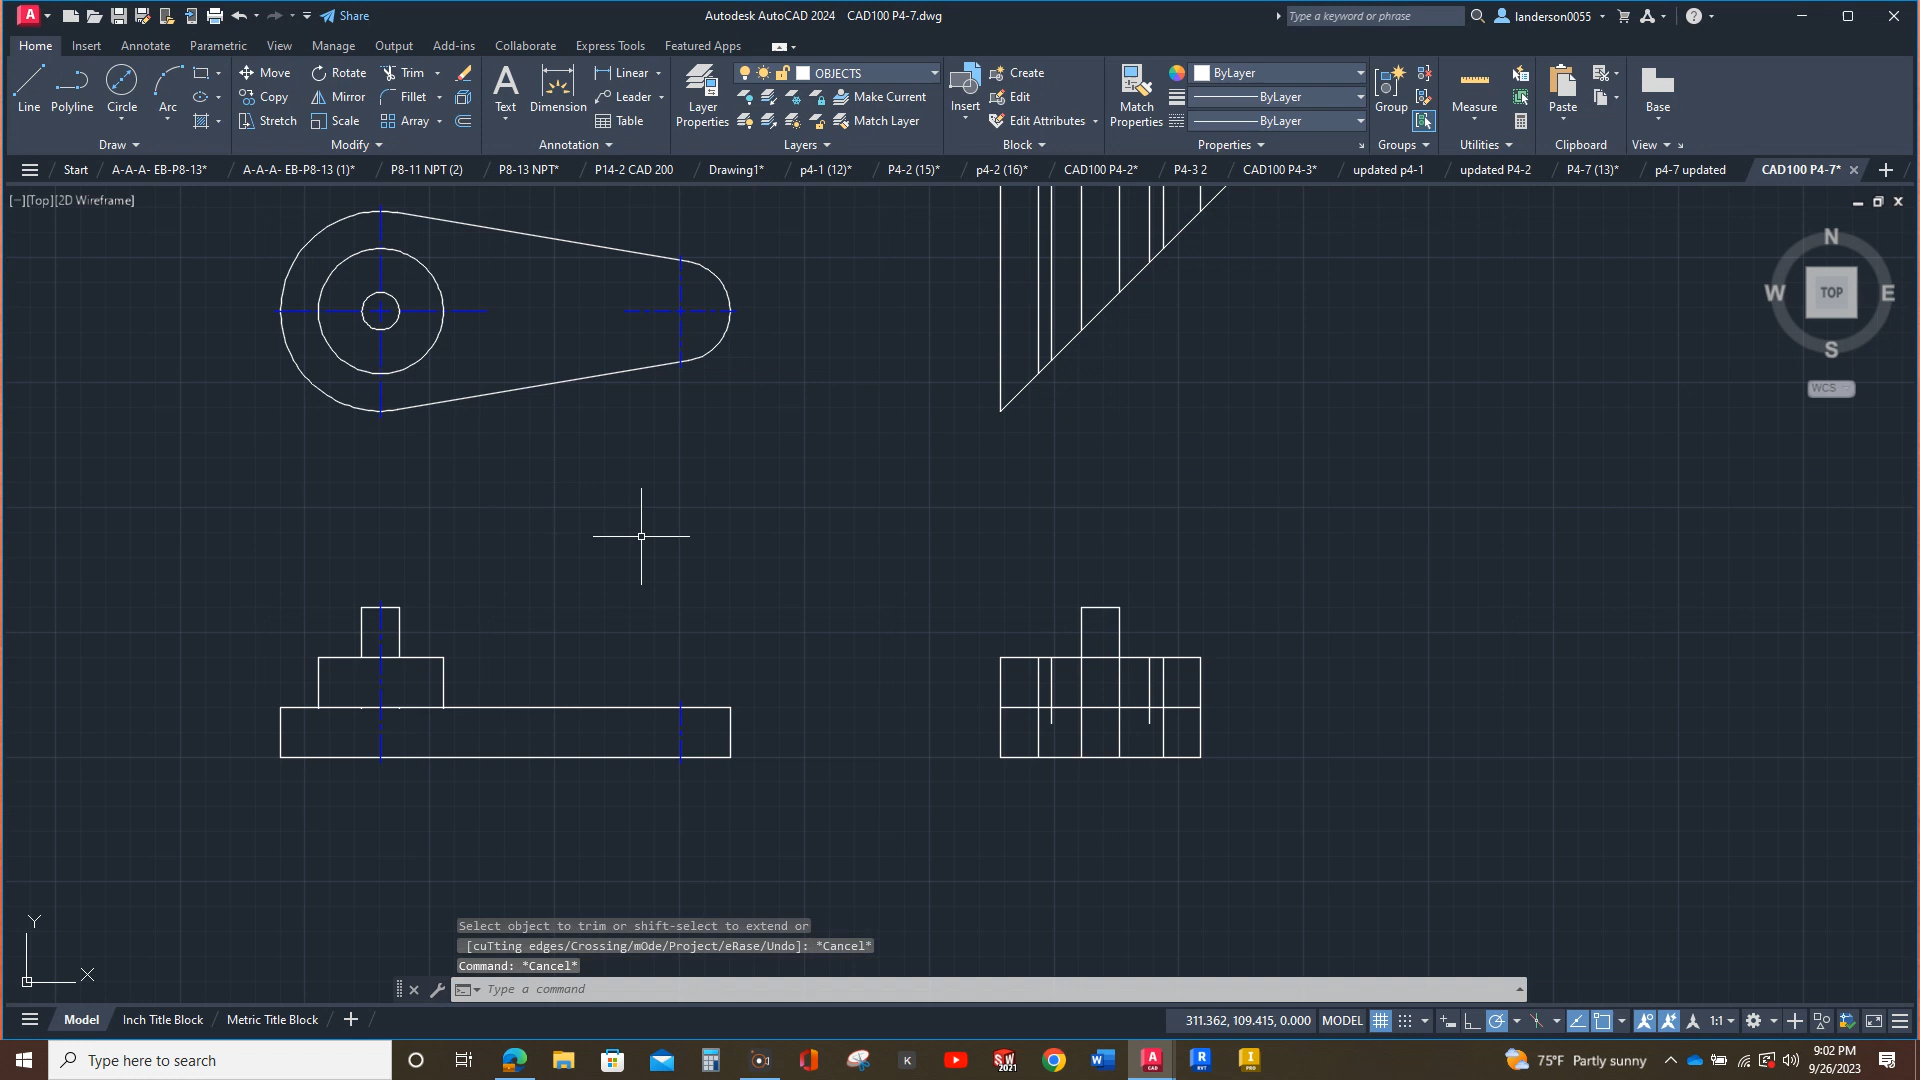 Share
Autodesk AutoCAD 2024 CAD100 P4-7.dwg
Type a keyword or phrase
landerson0055
Home Insert Annotate Parametric View Manage Output Add-ins Collaborate Express Tools Featured Apps
Line Polyline Circle Arc
Move Rotate Trim
Copy Mirror Fillet
Stretch Scale Array
Text Dimension
Linear
Leader
Table
Layer Properties
OBJECTS
Make Current
Match Layer
Insert
Create
Edit
Edit Attributes
Match Properties
ByLayer
ByLayer
ByLayer
Group
Measure
Paste
Base
Draw Modify Annotation Layers Block Properties Groups Utilities Clipboard View
Start A-A-A- EB-P8-13* A-A-A- EB-P8-13 (1)* P8-11 NPT (2) P8-13 NPT* P14-2 CAD 200 Drawing1* p4-1 (12)* P4-2 (15)* p4-2 (16)* CAD100 P4-2* P4-3 2 CAD100 P4-3* updated p4-1 updated P4-2 P4-7 (13)* p4-7 updated CAD100 P4-7*
[−][Top][2D Wireframe]
N
W TOP E
S
WCS
Y
X
Select object to trim or shift-select to extend or
[cuTting edges/Crossing/mOde/Project/eRase/Undo]: *Cancel*
Command: *Cancel*
Type a command
Model Inch Title Block Metric Title Block
311.362, 109.415, 0.000 MODEL 1:1
Type here to search
75°F Partly sunny
9:02 PM
9/26/2023